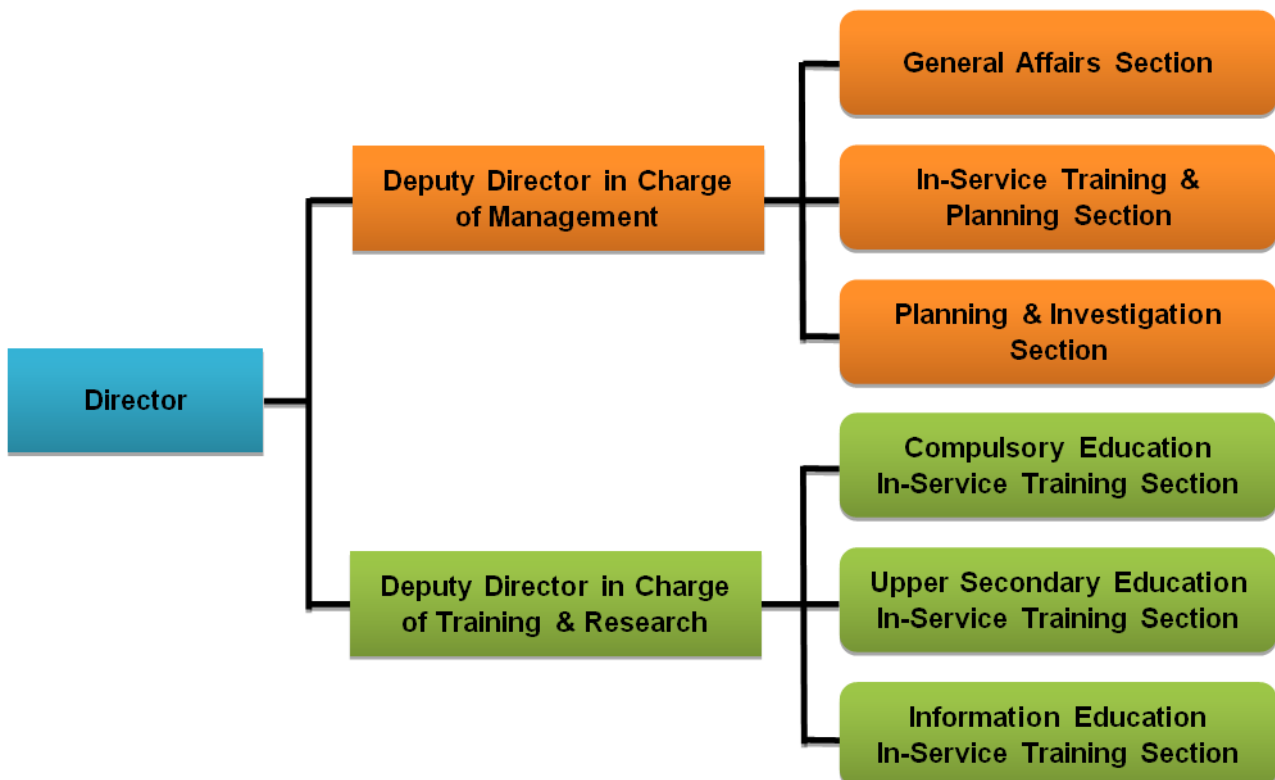 General Affairs Section
Deputy Director in Charge
of Management
In-Service Training &
Planning Section
Planning & Investigation
Section
Director
Compulsory Education
In-Service Training Section
Deputy Director in Charge
of Training & Research
Upper Secondary Education
In-Service Training Section
Information Education
In-Service Training Section